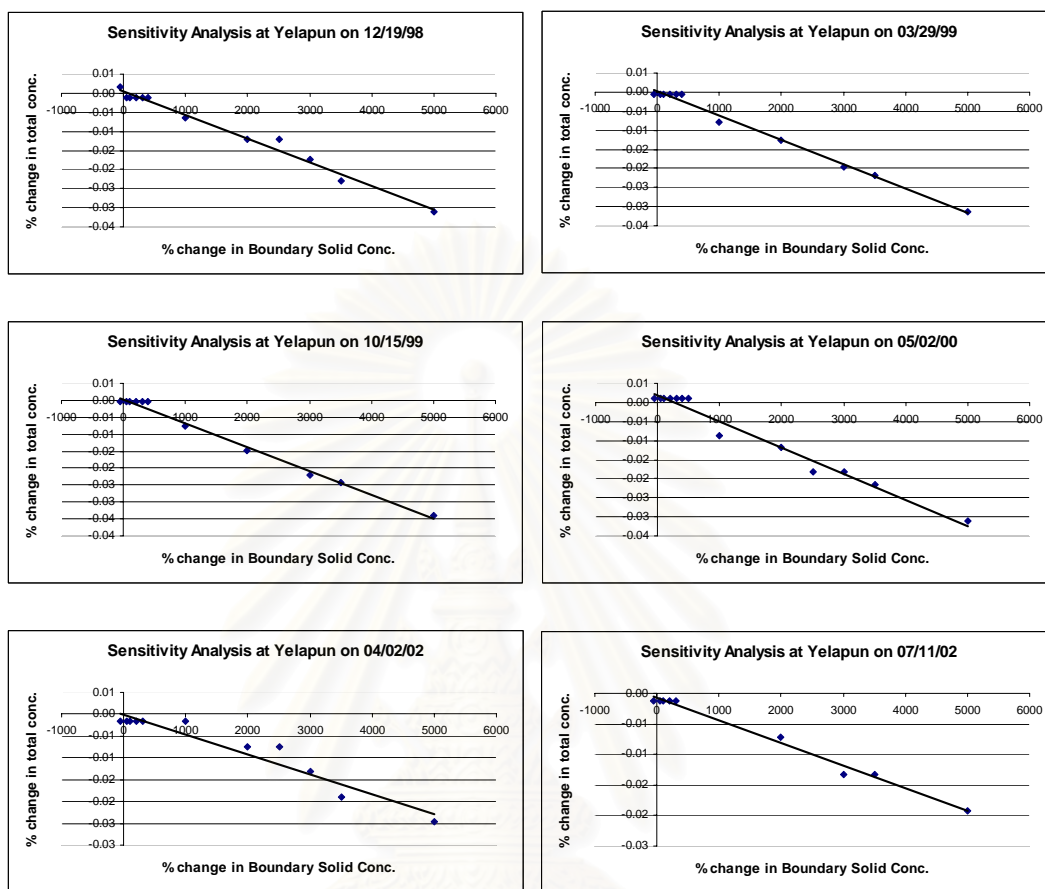 Sensitivity Analysis at Yelapun on 12/19/98
% change in total conc.
0.01
0.00
-0.01
-0.01
-0.02
-0.02
-0.03
-0.03
-0.04
-1000 0 1000 2000 3000 4000 5000 6000
% change in Boundary Solid Conc.
Sensitivity Analysis at Yelapun on 03/29/99
% change in total conc.
0.01
0.00
-0.01
-0.01
-0.02
-0.02
-0.03
-0.03
-0.04
-1000 0 1000 2000 3000 4000 5000 6000
% change in Boundary Solid Conc.
Sensitivity Analysis at Yelapun on 10/15/99
% change in total conc.
0.01
0.00
-0.01
-0.01
-0.02
-0.02
-0.03
-0.03
-0.04
-0.04
-1000 0 1000 2000 3000 4000 5000 6000
% change in Boundary Solid Conc.
Sensitivity Analysis at Yelapun on 05/02/00
% change in total conc.
0.01
0.00
-0.01
-0.01
-0.02
-0.02
-0.03
-0.03
-0.04
-1000 0 1000 2000 3000 4000 5000 6000
% change in Boundary Solid Conc.
Sensitivity Analysis at Yelapun on 04/02/02
% change in total conc.
0.01
0.00
-0.01
-0.01
-0.02
-0.02
-0.03
-0.03
-1000 0 1000 2000 3000 4000 5000 6000
% change in Boundary Solid Conc.
Sensitivity Analysis at Yelapun on 07/11/02
% change in total conc.
0.00
-0.01
-0.01
-0.02
-0.02
-0.03
-1000 0 1000 2000 3000 4000 5000 6000
% change in Boundary Solid Conc.